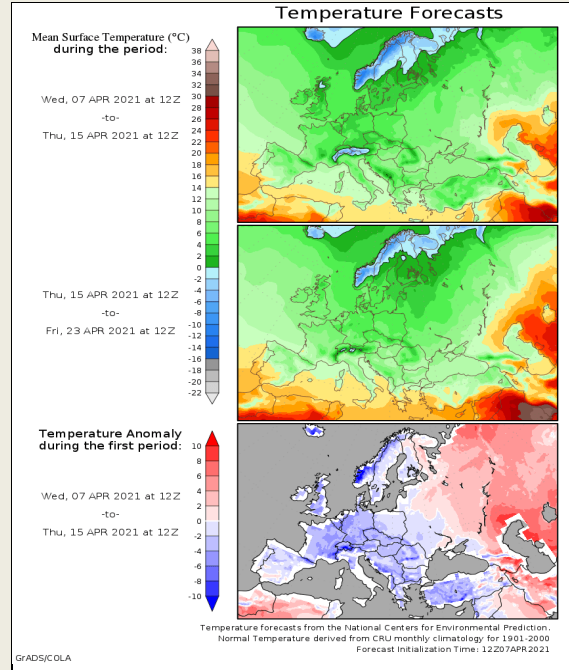 Temperature Forecasts
Mean Surface Temperature (°C)
during the period:
38
36
34
32
30
28
26
24
22
20
18
16
14
12
10
8
6
4
2
0
-2
-4
-6
-8
-10
-12
-14
-16
-18
-20
-22
Wed, 07 APR 2021 at 12Z
-to-
Thu, 15 APR 2021 at 12Z
Thu, 15 APR 2021 at 12Z
-to-
Fri, 23 APR 2021 at 12Z
Temperature Anomaly
during the first period:
10
8
6
4
2
0
-2
-4
-6
-8
-10
Wed, 07 APR 2021 at 12Z
-to-
Thu, 15 APR 2021 at 12Z
Temperature forecasts from the National Centers for Environmental Prediction.
Normal Temperature derived from CRU monthly climatology for 1901-2000
Forecast Initialization Time: 12Z07APR2021
GrADS/COLA